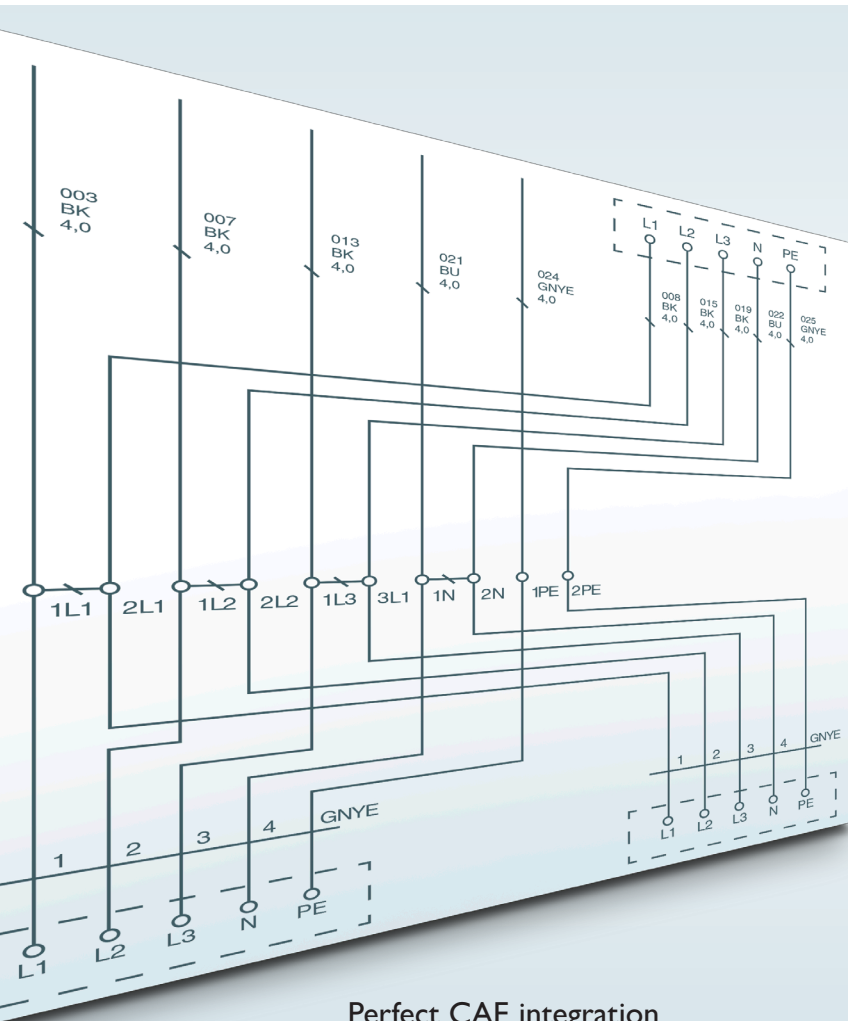 003
BK
4,0
007
BK
4,0
013
BK
4,0
021
BU
4,0
024
GNYE
4,0
L1
L2
L3
N
PE
008
BK
4,0
015
BK
4,0
019
BK
4,0
022
BU
4,0
025
GNYE
4,0
1L1
2L1
1L2
2L2
1L3
3L1
1N
2N
1PE
2PE
1
2
3
4
GNYE
L1
L2
L3
N
PE
1
2
3
4
GNYE
L1
L2
L3
N
PE
Perfect CAE integration